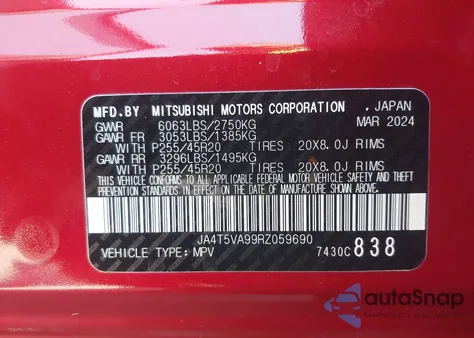 MFD.BY MITSUBISHI MOTORS CORPORATION . JAPAN
GVWR 6063LBS/2750KG MAR 2024
GAWR FR 3053LBS/1385KG
WITH P255/45R20 TIRES 20X8.0J RIMS
GAWR RR 3296LBS/1495KG
WITH P255/45R20 TIRES 20X8.0J RIMS
THIS VEHICLE CONFORMS TO ALL APPLICABLE FEDERAL MOTOR VEHICLE SAFETY, BUMPER, AND THEFT
PREVENTION STANDARDS IN EFFECT ON THE DATE OF MANUFACTURE SHOWN ABOVE.
JA4T5VA99RZ059690
VEHICLE TYPE: MPV 7430C 838
autoSnap